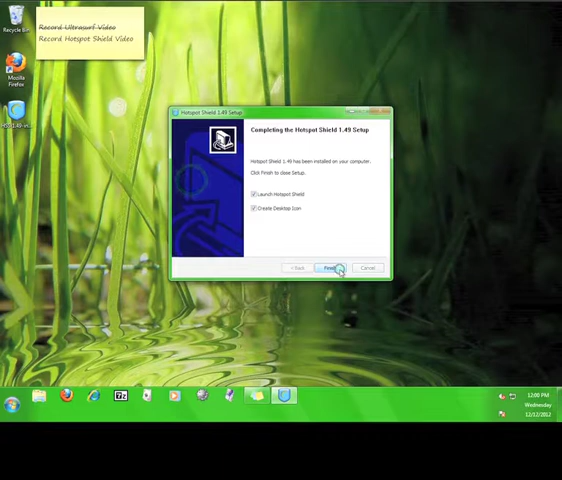 Recycle Bin
Record Ultrasurf Video
Record Hotspot Shield Video
Mozilla
Firefox
Hotspot Shield 1.49 Setup
Completing the Hotspot Shield 1.49 Setup
Hotspot Shield 1.49 has been installed on your computer.
Click Finish to close Setup.
Launch Hotspot Shield
Create Desktop Icon
< Back
Finish
Cancel
7z
12:00 PM
Wednesday
12/12/2012